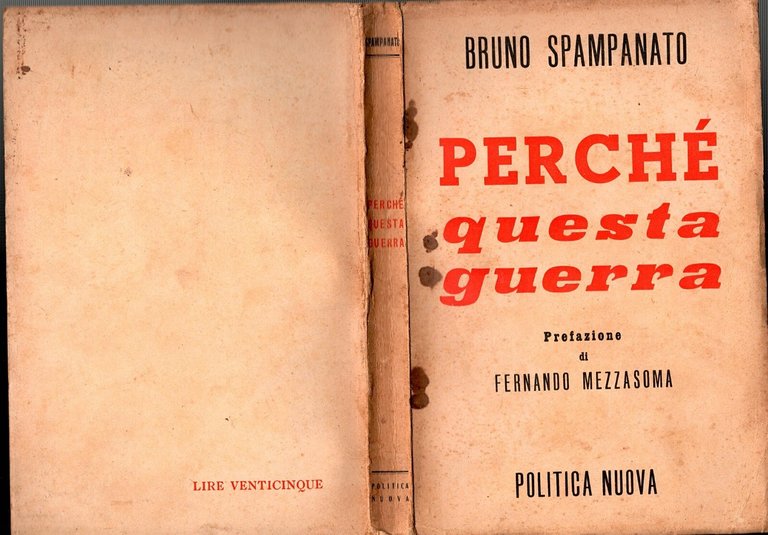 BRUNO SPAMPANATO
PERCHÉ
questa
guerra
Prefazione
di
FERNANDO MEZZASOMA
POLITICA NUOVA
SPAMPANATO
PERCHÉ
QUESTA
GUERRA
POLITICA
NUOVA
LIRE VENTICINQUE